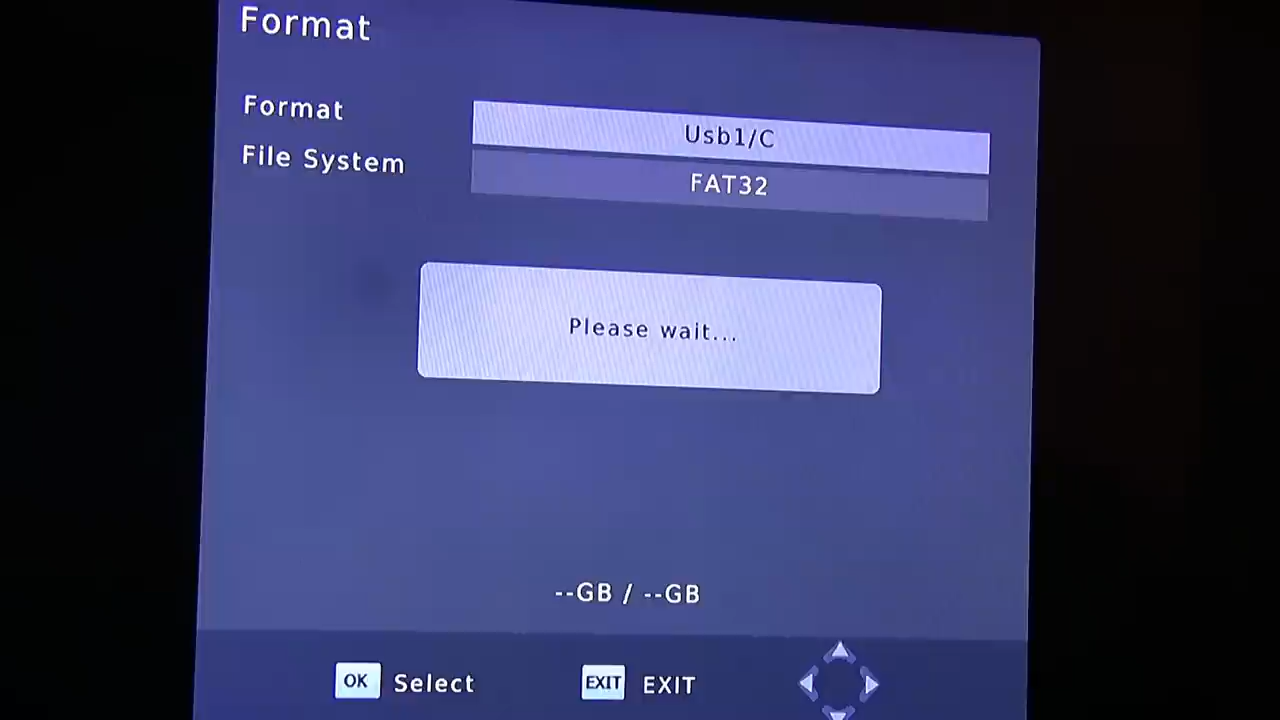 Format
Format
Usb1/C
File System
FAT32
Please wait...
--GB / --GB
OK Select
EXIT EXIT